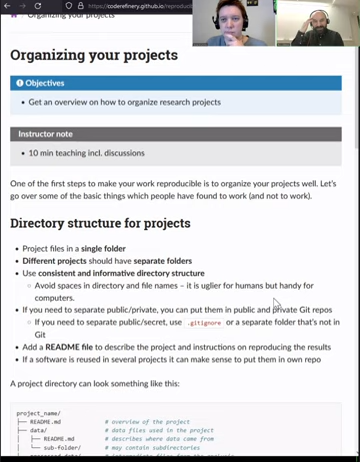 https://coderefinery.github.io/reproduc
Organizing your projects
Organizing your projects
Objectives
• Get an overview on how to organize research projects
Instructor note
• 10 min teaching incl. discussions
One of the first steps to make your work reproducible is to organize your projects well. Let's
go over some of the basic things which people have found to work (and not to work).
Directory structure for projects
• Project files in a single folder
• Different projects should have separate folders
• Use consistent and informative directory structure
◦ Avoid spaces in directory and file names – it is uglier for humans but handy for
computers.
• If you need to separate public/private, you can put them in public and private Git repos
◦ If you need to separate public/secret, use .gitignore or a separate folder that's not in
Git
• Add a README file to describe the project and instructions on reproducing the results
• If a software is reused in several projects it can make sense to put them in own repo
A project directory can look something like this:
project_name/
├── README.md # overview of the project
├── data/ # data files used in the project
│ ├── README.md # describes where data came from
│ └── sub-folder/ # may contain subdirectories